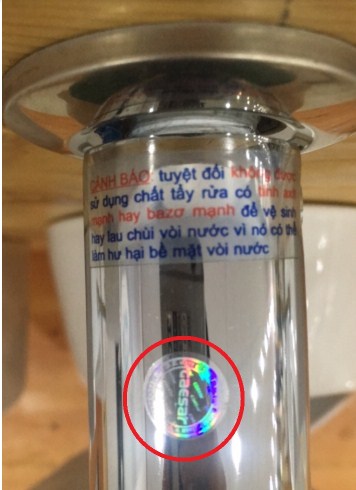 CẢNH BÁO: tuyệt đối không được
sử dụng chất tẩy rửa có tính axit
mạnh hay bazơ mạnh để vệ sinh
hay lau chùi vòi nước vì nó có thể
làm hư hại bề mặt vòi nước
caesar